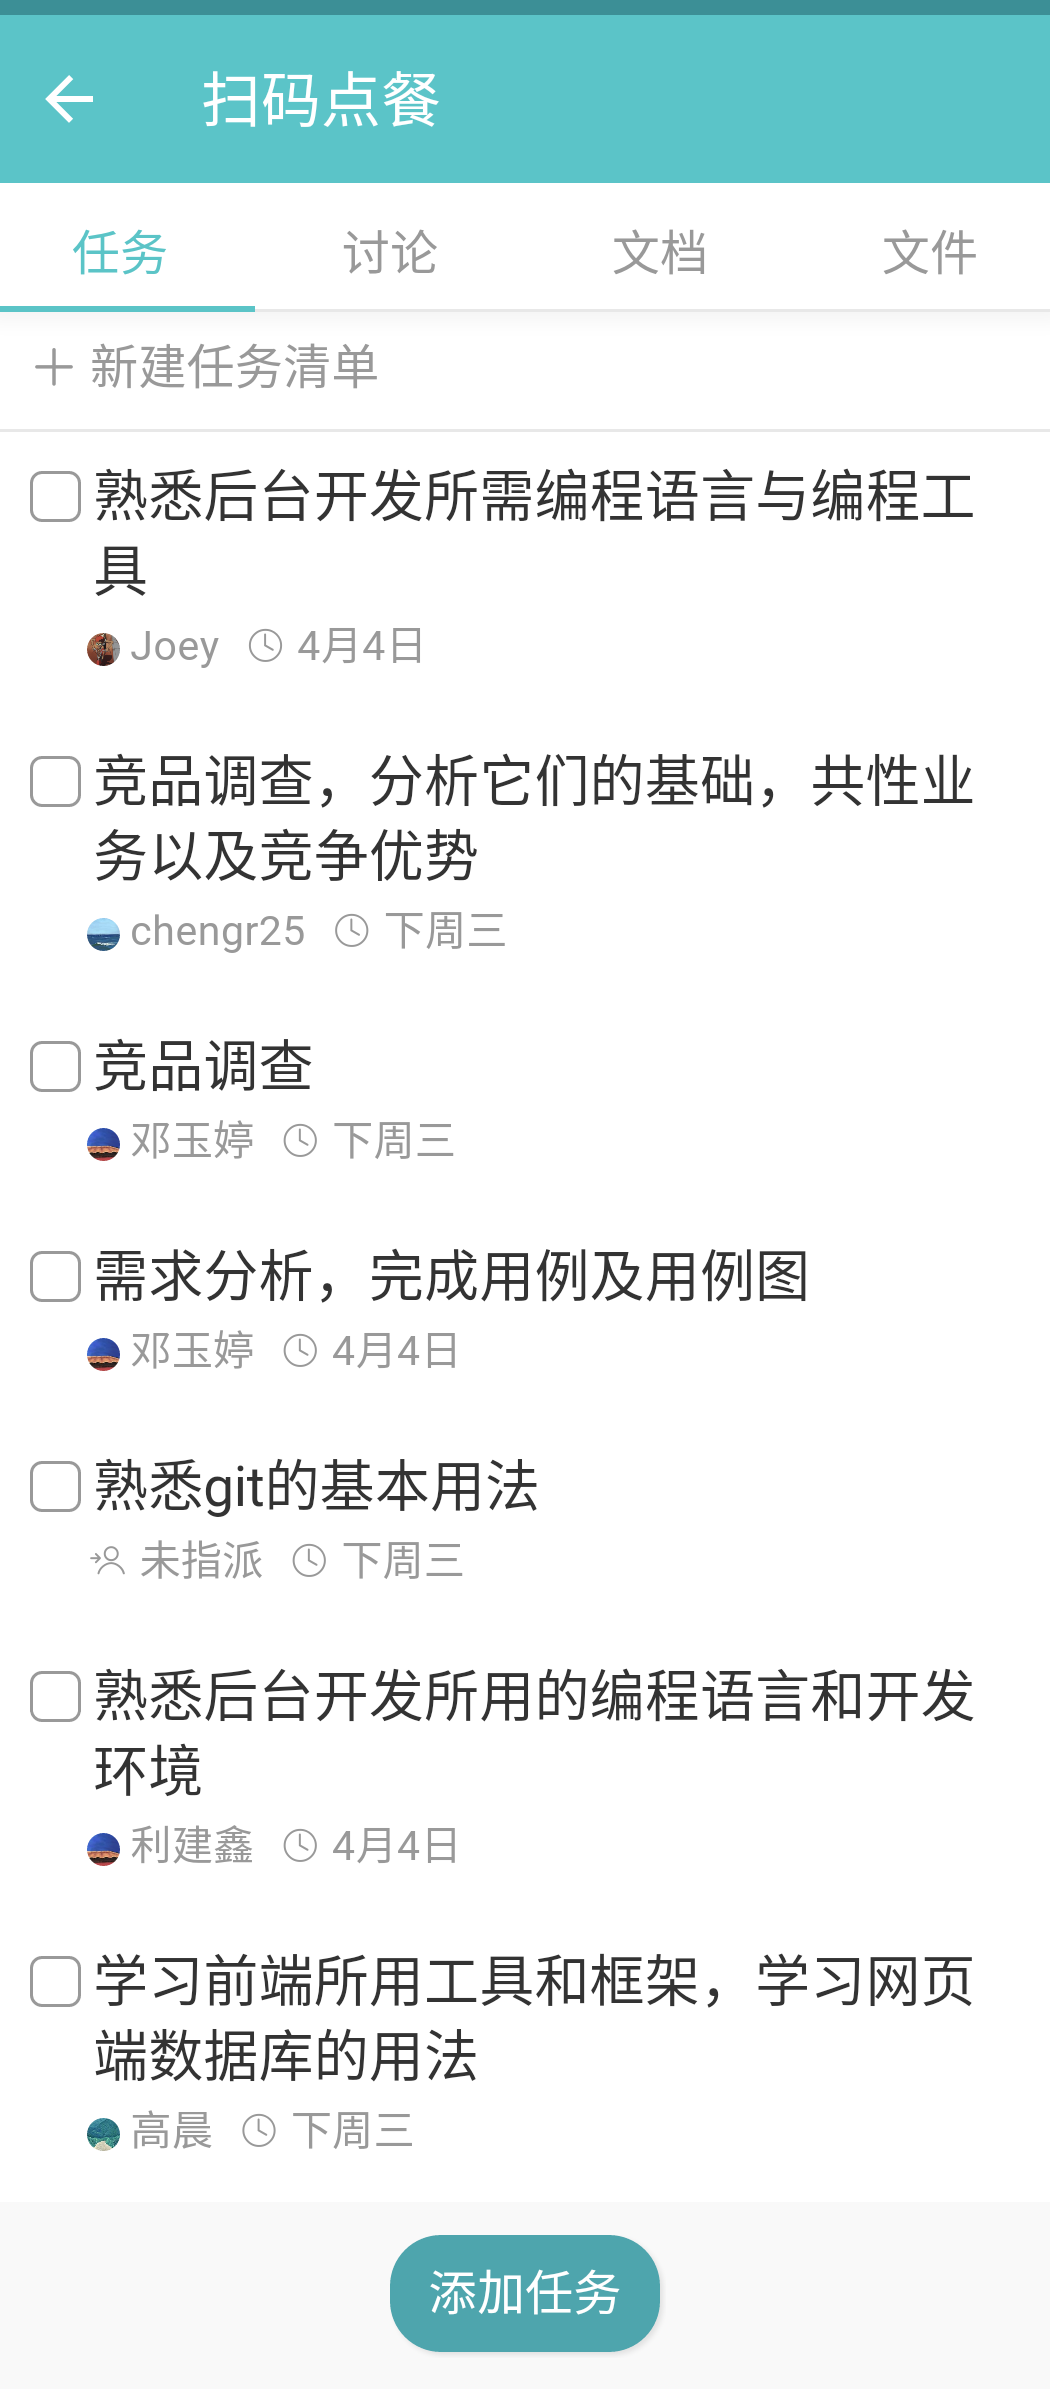 扫码点餐
任务 讨论 文档 文件
新建任务清单
熟悉后台开发所需编程语言与编程工
具
Joey 4月4日
竞品调查，分析它们的基础，共性业
务以及竞争优势
chengr25 下周三
竞品调查
邓玉婷 下周三
需求分析，完成用例及用例图
邓玉婷 4月4日
熟悉git的基本用法
未指派 下周三
熟悉后台开发所用的编程语言和开发
环境
利建鑫 4月4日
学习前端所用工具和框架，学习网页
端数据库的用法
高晨 下周三
添加任务